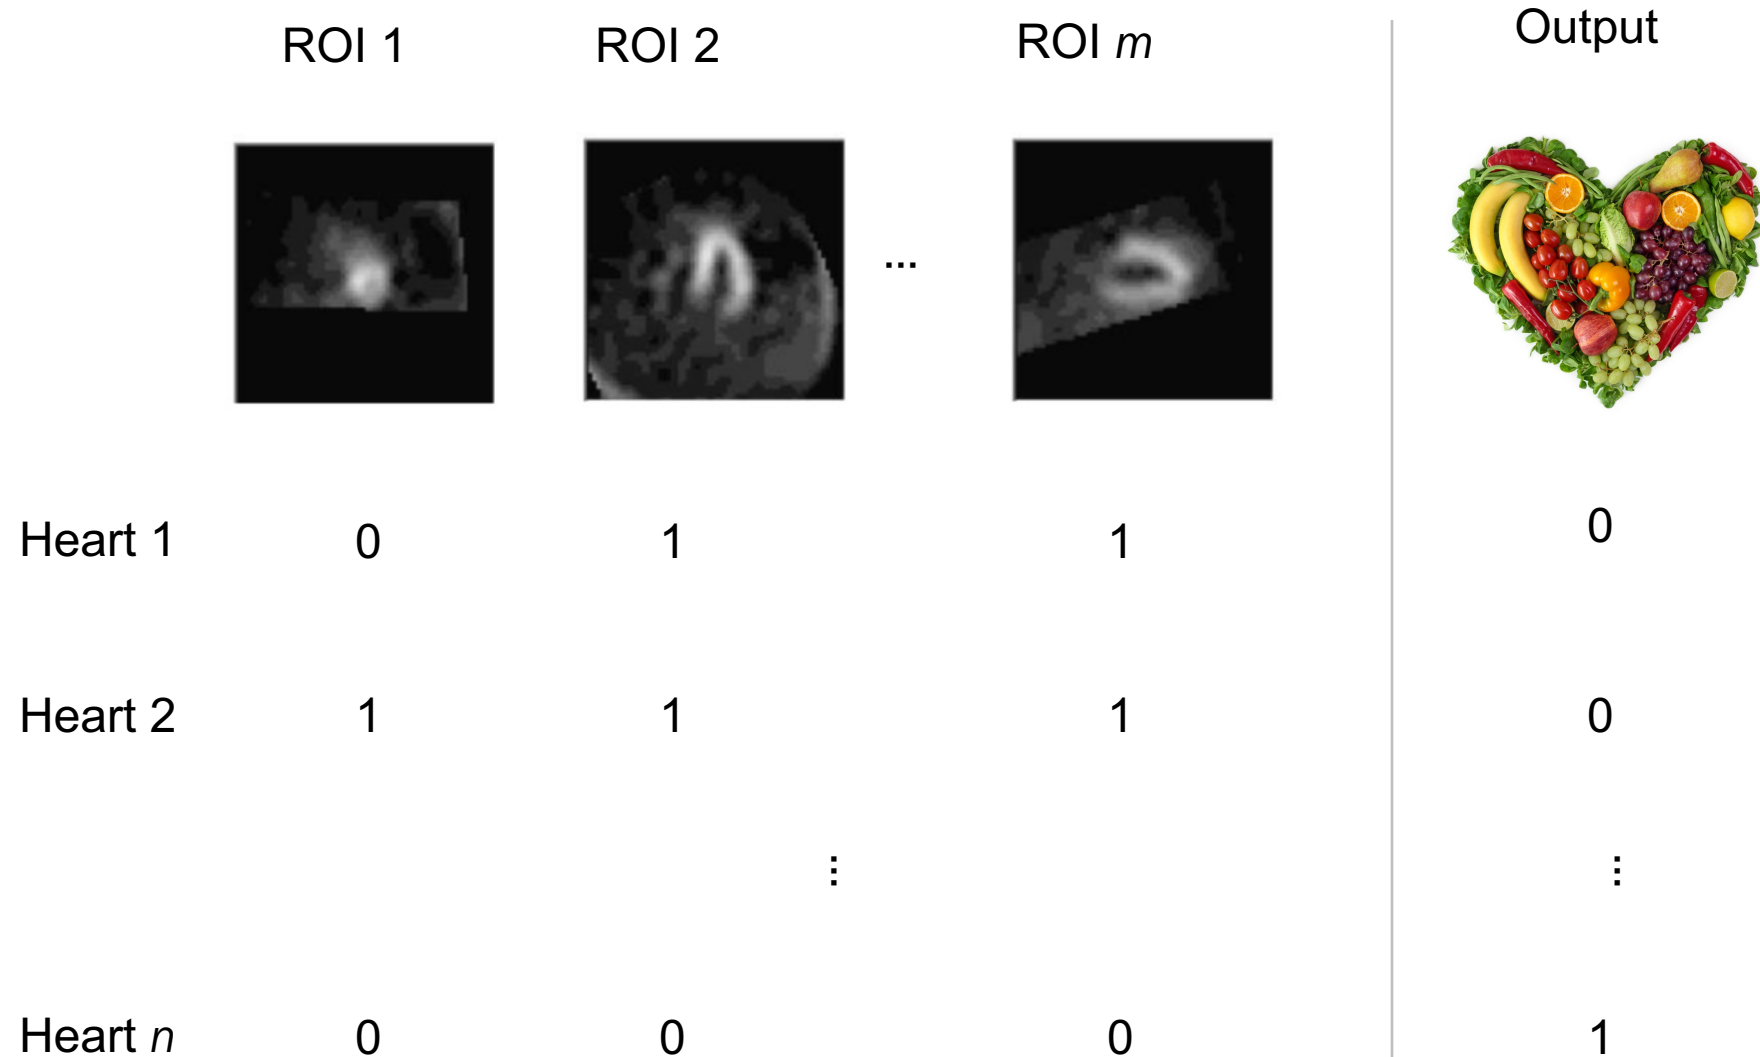 ROI 1 ROI 2 ROI m Output
...
Heart 1 0 1 1 0
Heart 2 1 1 1 0
⋮ ⋮
Heart n 0 0 0 1